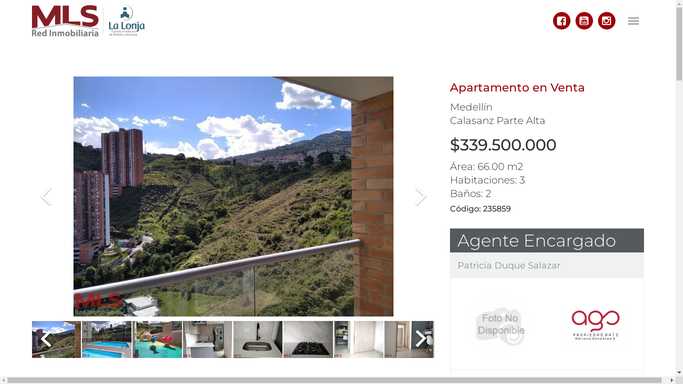 MLS
Red Inmobiliaria
La Lonja
Apartamento en Venta
Medellín
Calasanz Parte Alta
$339.500.000
Área: 66.00 m2
Habitaciones: 3
Baños: 2
Código: 235859
Agente Encargado
Patricia Duque Salazar
MLS
Foto No
Disponible
ago